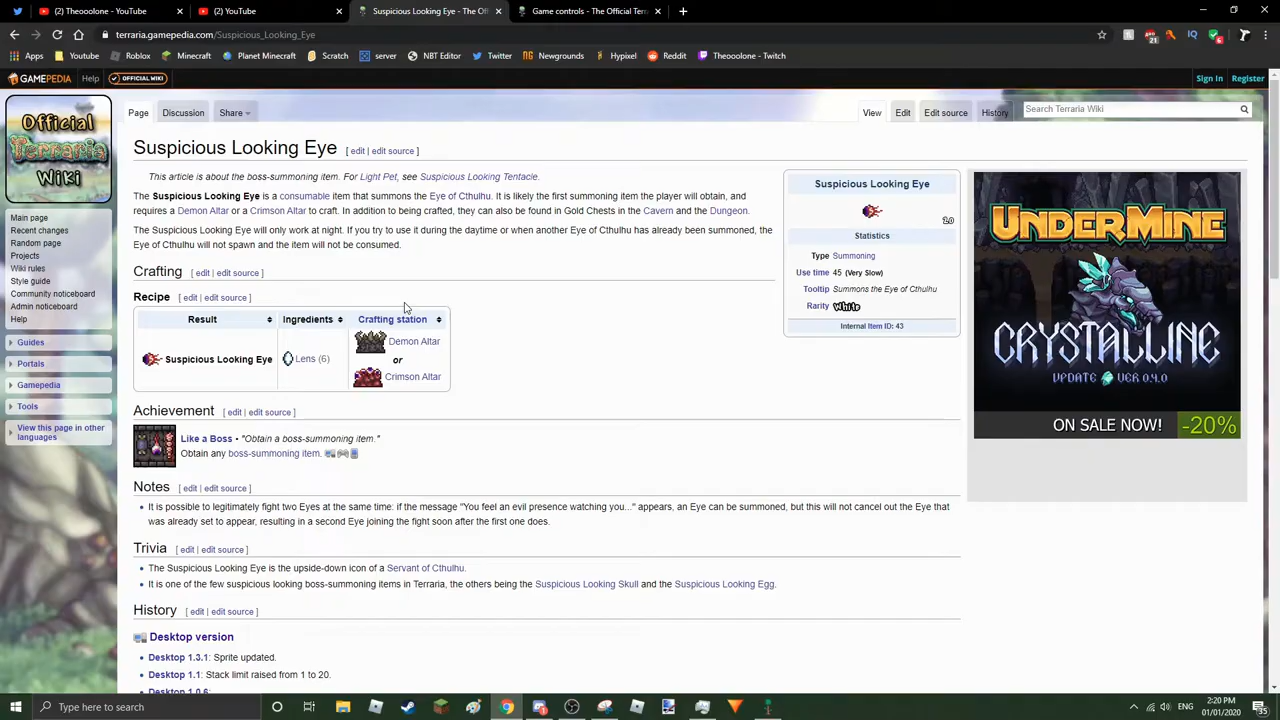 Theooolone - YouTube
YouTube
Suspicious Looking Eye - The Of
Game controls - The Official Terr
terraria.gamepedia.com/Suspicious_Looking_Eye
Apps Youtube Roblox Minecraft Planet Minecraft Scratch server NBT Editor Twitter Newgrounds Hypixel Reddit Theooolone - Twitch
GAMEPEDIA Help OFFICIAL WIKI Sign In Register
Official
Terraria
Wiki
Page Discussion Share View Edit Edit source History Search Terraria Wiki
Main page
Recent changes
Random page
Projects
Wiki rules
Style guide
Community noticeboard
Admin noticeboard
Help
Guides
Portals
Gamepedia
Tools
View this page in other
languages
Suspicious Looking Eye [ edit | edit source ]
This article is about the boss-summoning item. For Light Pet, see Suspicious Looking Tentacle.
The Suspicious Looking Eye is a consumable item that summons the Eye of Cthulhu. It is likely the first summoning item the player will obtain, and
requires a Demon Altar or a Crimson Altar to craft. In addition to being crafted, they can also be found in Gold Chests in the Cavern and the Dungeon.
The Suspicious Looking Eye will only work at night. If you try to use it during the daytime or when another Eye of Cthulhu has already been summoned, the
Eye of Cthulhu will not spawn and the item will not be consumed.
Crafting [ edit | edit source ]
Recipe [ edit | edit source ]
Result Ingredients Crafting station
Suspicious Looking Eye Lens (6) Demon Altar
or
Crimson Altar
Achievement [ edit | edit source ]
Like a Boss • "Obtain a boss-summoning item."
Obtain any boss-summoning item.
Notes [ edit | edit source ]
• It is possible to legitimately fight two Eyes at the same time: if the message "You feel an evil presence watching you..." appears, an Eye can be summoned, but this will not cancel out the Eye that
was already set to appear, resulting in a second Eye joining the fight soon after the first one does.
Trivia [ edit | edit source ]
• The Suspicious Looking Eye is the upside-down icon of a Servant of Cthulhu.
• It is one of the few suspicious looking boss-summoning items in Terraria, the others being the Suspicious Looking Skull and the Suspicious Looking Egg.
History [ edit | edit source ]
Desktop version
• Desktop 1.3.1: Sprite updated.
• Desktop 1.1: Stack limit raised from 1 to 20.
• Desktop 1.0.6:
Suspicious Looking Eye
20
Statistics
Type Summoning
Use time 45 (Very Slow)
Tooltip Summons the Eye of Cthulhu
Rarity White
Internal Item ID: 43
UNDERMINE
CRYSTALLINE
UPDATE VER 0.4.0
ON SALE NOW! -20%
Type here to search
ENG
2:20 PM
01/01/2020
35